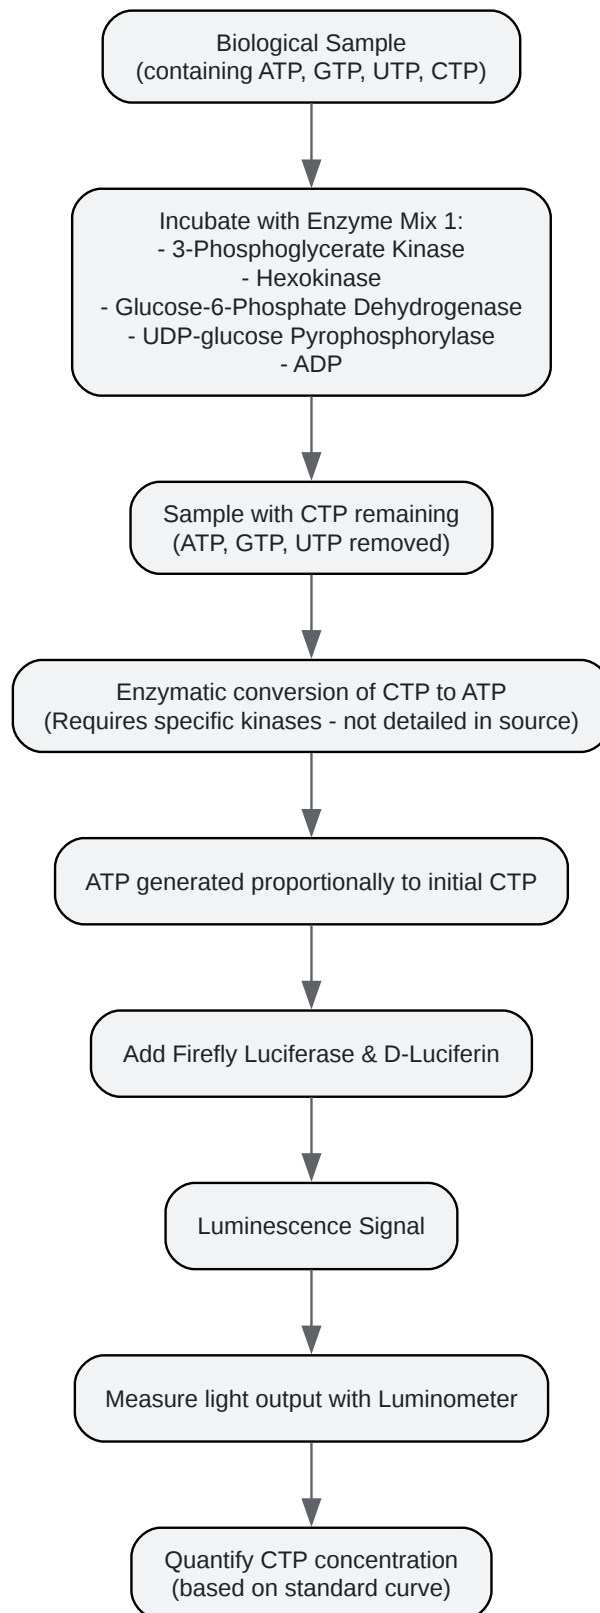 Biological Sample
(containing ATP, GTP, UTP, CTP)
Incubate with Enzyme Mix 1:
- 3-Phosphoglycerate Kinase
- Hexokinase
- Glucose-6-Phosphate Dehydrogenase
- UDP-glucose Pyrophosphorylase
- ADP
Sample with CTP remaining
(ATP, GTP, UTP removed)
Enzymatic conversion of CTP to ATP
(Requires specific kinases - not detailed in source)
ATP generated proportionally to initial CTP
Add Firefly Luciferase & D-Luciferin
Luminescence Signal
Measure light output with Luminometer
Quantify CTP concentration
(based on standard curve)